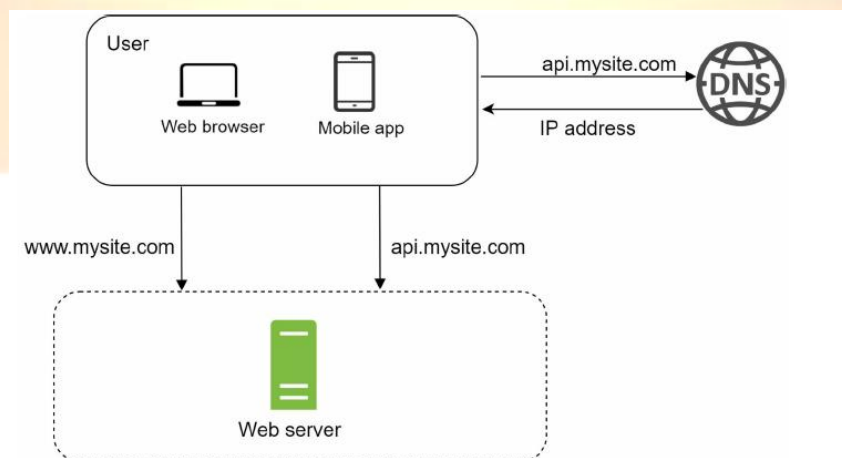 User
Web browser
Mobile app
api.mysite.com
DNS
IP address
www.mysite.com
api.mysite.com
Web server